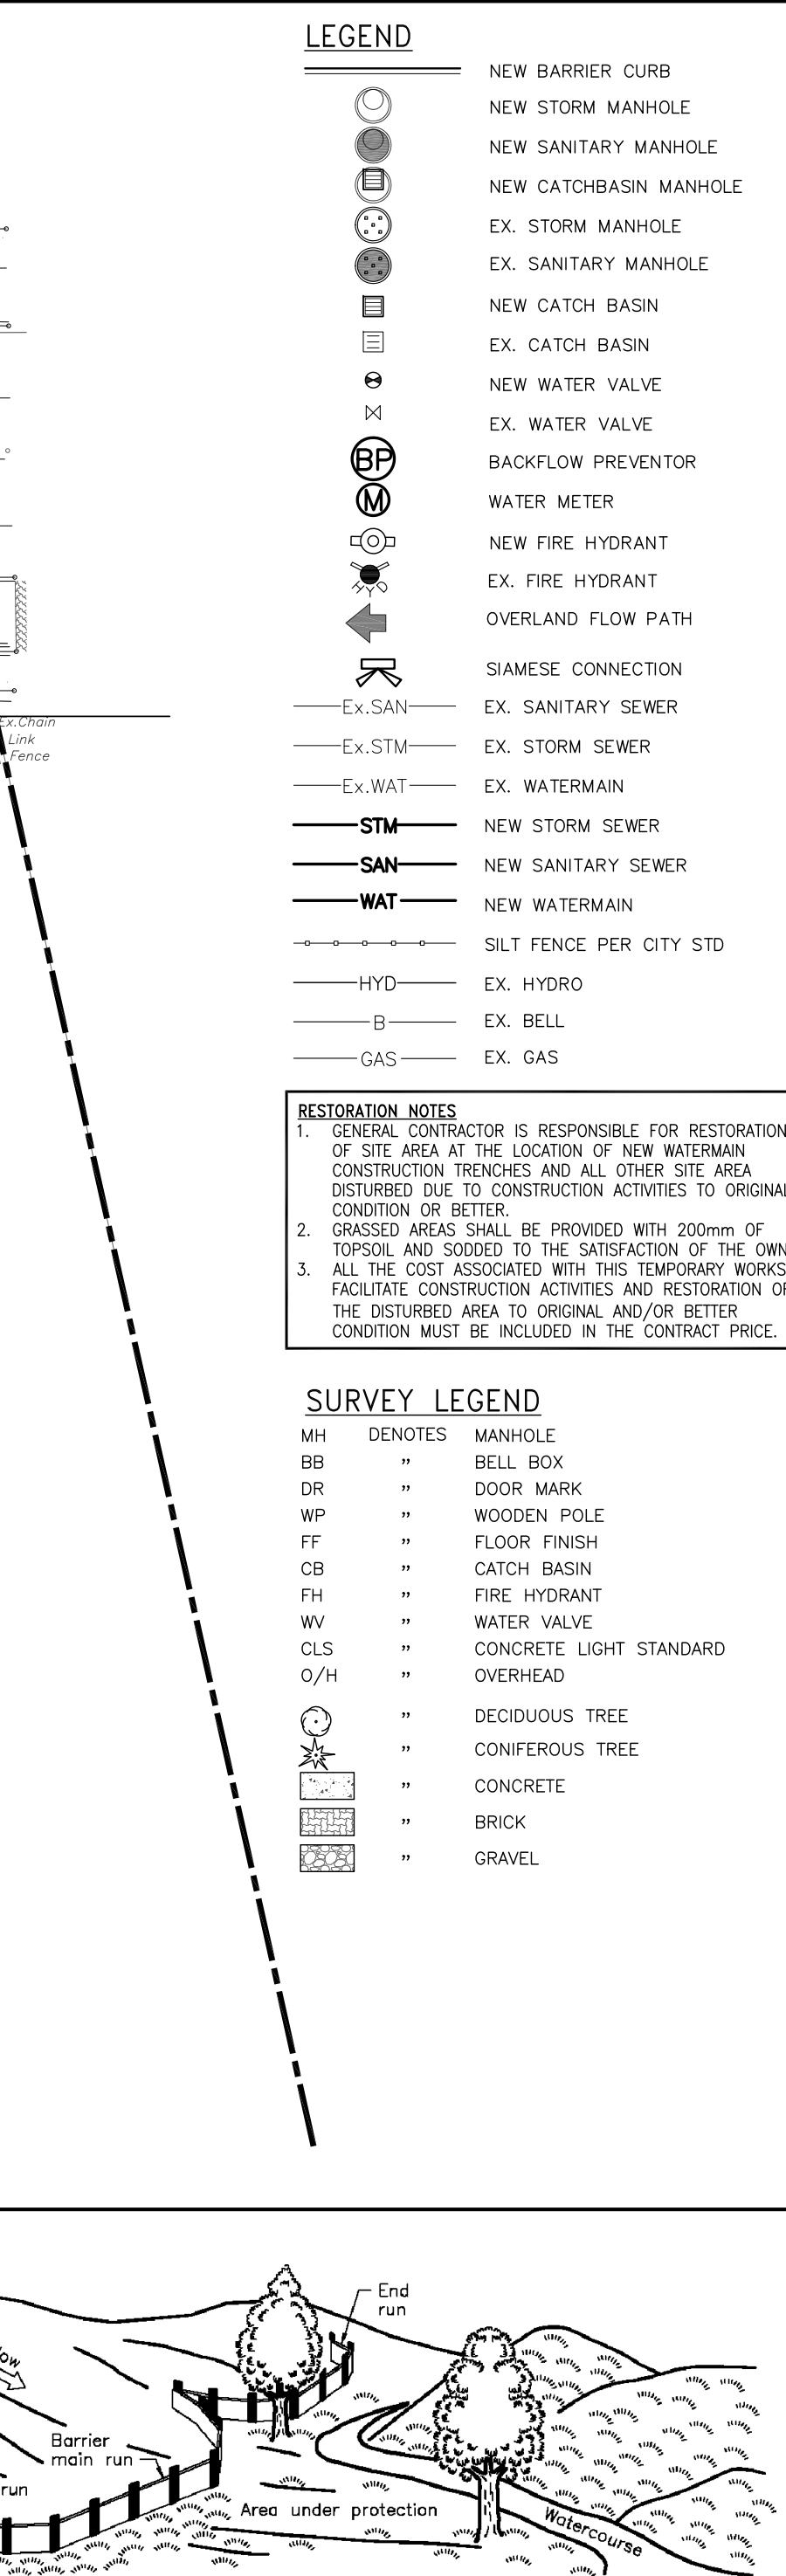 LEGEND
NEW BARRIER CURB
NEW STORM MANHOLE
NEW SANITARY MANHOLE
NEW CATCHBASIN MANHOLE
EX. STORM MANHOLE
EX. SANITARY MANHOLE
NEW CATCH BASIN
EX. CATCH BASIN
NEW WATER VALVE
EX. WATER VALVE
BP BACKFLOW PREVENTOR
M WATER METER
NEW FIRE HYDRANT
HYD EX. FIRE HYDRANT
OVERLAND FLOW PATH
SIAMESE CONNECTION
Ex.SAN EX. SANITARY SEWER
Ex.STM EX. STORM SEWER
Ex.WAT EX. WATERMAIN
STM NEW STORM SEWER
SAN NEW SANITARY SEWER
WAT NEW WATERMAIN
SILT FENCE PER CITY STD
HYD EX. HYDRO
B EX. BELL
GAS EX. GAS
Ex.Chain
Link
Fence
RESTORATION NOTES
1. GENERAL CONTRACTOR IS RESPONSIBLE FOR RESTORATION
OF SITE AREA AT THE LOCATION OF NEW WATERMAIN
CONSTRUCTION TRENCHES AND ALL OTHER SITE AREA
DISTURBED DUE TO CONSTRUCTION ACTIVITIES TO ORIGINAL
CONDITION OR BETTER.
2. GRASSED AREAS SHALL BE PROVIDED WITH 200mm OF
TOPSOIL AND SODDED TO THE SATISFACTION OF THE OWN
3. ALL THE COST ASSOCIATED WITH THIS TEMPORARY WORKS
FACILITATE CONSTRUCTION ACTIVITIES AND RESTORATION OF
THE DISTURBED AREA TO ORIGINAL AND/OR BETTER
CONDITION MUST BE INCLUDED IN THE CONTRACT PRICE.
SURVEY LEGEND
MH DENOTES MANHOLE
BB " BELL BOX
DR " DOOR MARK
WP " WOODEN POLE
FF " FLOOR FINISH
CB " CATCH BASIN
FH " FIRE HYDRANT
WV " WATER VALVE
CLS " CONCRETE LIGHT STANDARD
O/H " OVERHEAD
" DECIDUOUS TREE
" CONIFEROUS TREE
" CONCRETE
" BRICK
" GRAVEL
End
run
Barrier
main run
run
Area under protection
Watercourse